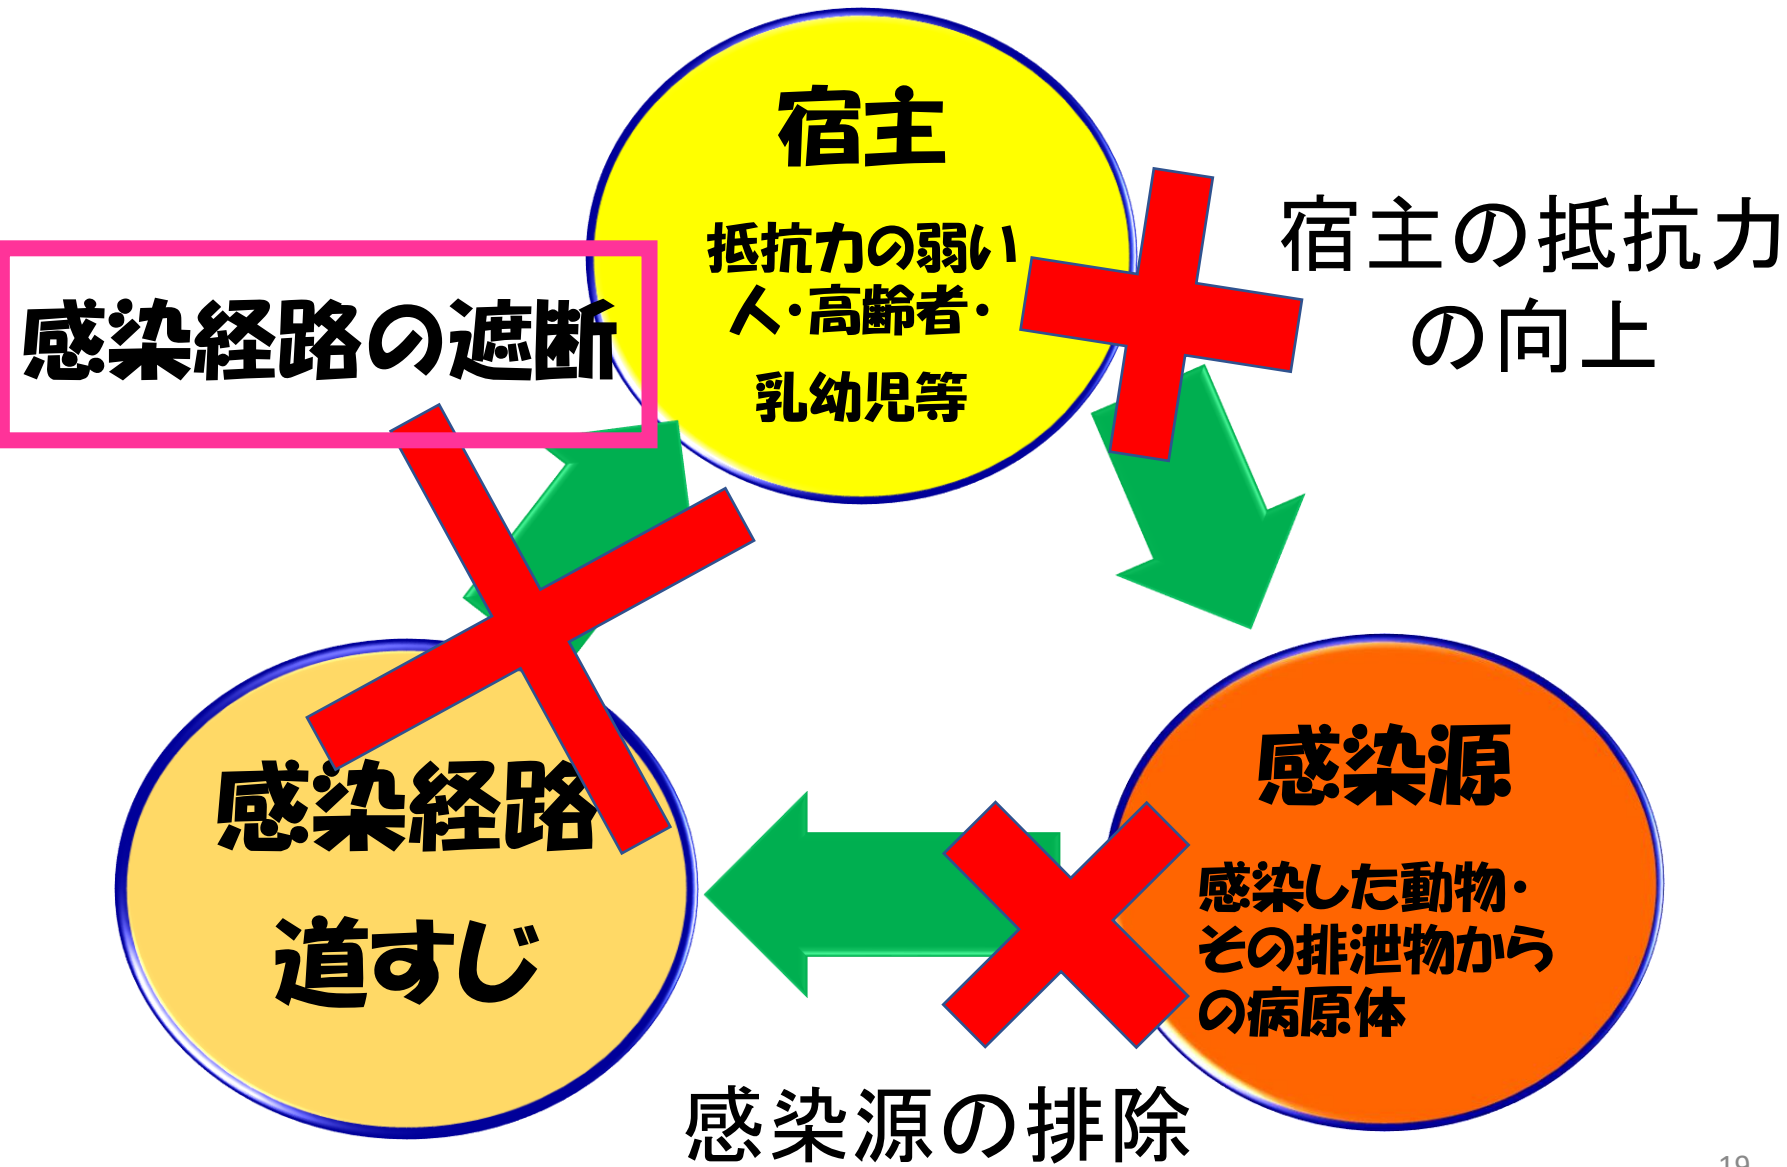 宿主
抵抗力の弱い
人・高齢者・
乳幼児等
宿主の抵抗力
の向上
感染経路の遮断
感染経路
道すじ
感染源
感染した動物・
その排泄物から
の病原体
感染源の排除
19